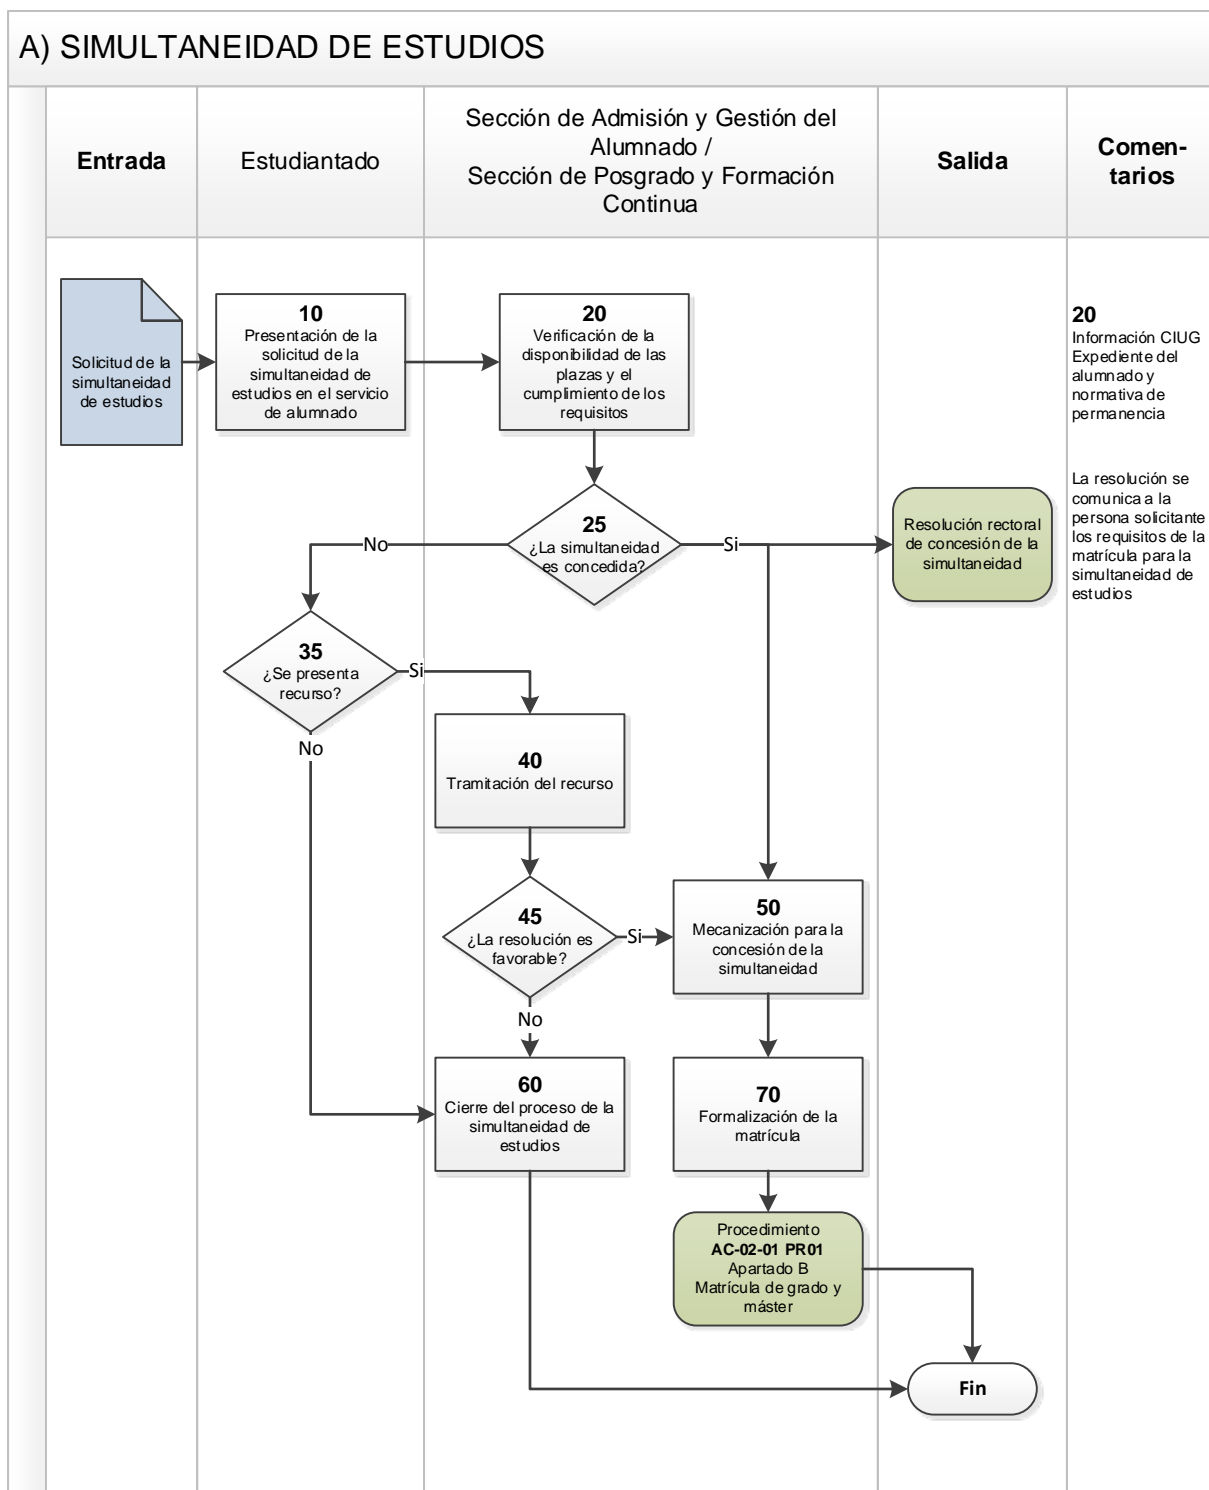 A) SIMULTANEIDAD DE ESTUDIOS
Entrada
Estudiantado
Sección de Admisión y Gestión del
Alumnado /
Sección de Posgrado y Formación
Continua
Salida
Comen-
tarios
Solicitud de la
simultaneidad
de estudios
10
Presentación de la
solicitud de la
simultaneidad de
estudios en el servicio
de alumnado
20
Verificación de la
disponibilidad de las
plazas y el
cumplimiento de los
requisitos
20
Información CIUG
Expediente del
alumnado y
normativa de
permanencia
25
¿La simultaneidad
es concedida?
No
Si
Resolución rectoral
de concesión de la
simultaneidad
La resolución se
comunica a la
persona solicitante
los requisitos de la
matrícula para la
simultaneidad de
estudios
35
¿Se presenta
recurso?
Si
No
40
Tramitación del recurso
45
¿La resolución es
favorable?
Si
No
50
Mecanización para la
concesión de la
simultaneidad
60
Cierre del proceso de la
simultaneidad de
estudios
70
Formalización de la
matrícula
Procedimiento
AC-02-01 PR01
Apartado B
Matrícula de grado y
máster
Fin